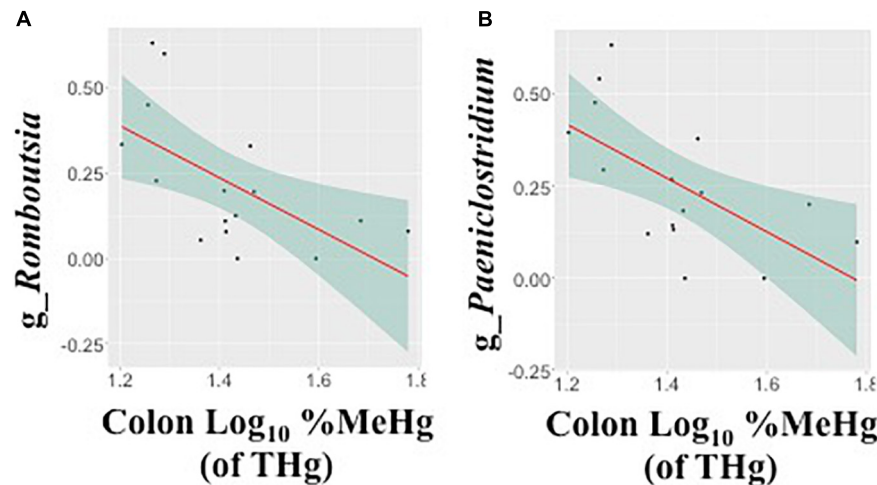 A
g_Romboutsia
0.50
0.25
0.00
-0.25
1.2
1.4
1.6
1.8
Colon Log₁₀ %MeHg
(of THg)
B
g_Paeniclostridium
0.50
0.25
0.00
-0.25
1.2
1.4
1.6
1.8
Colon Log₁₀ %MeHg
(of THg)